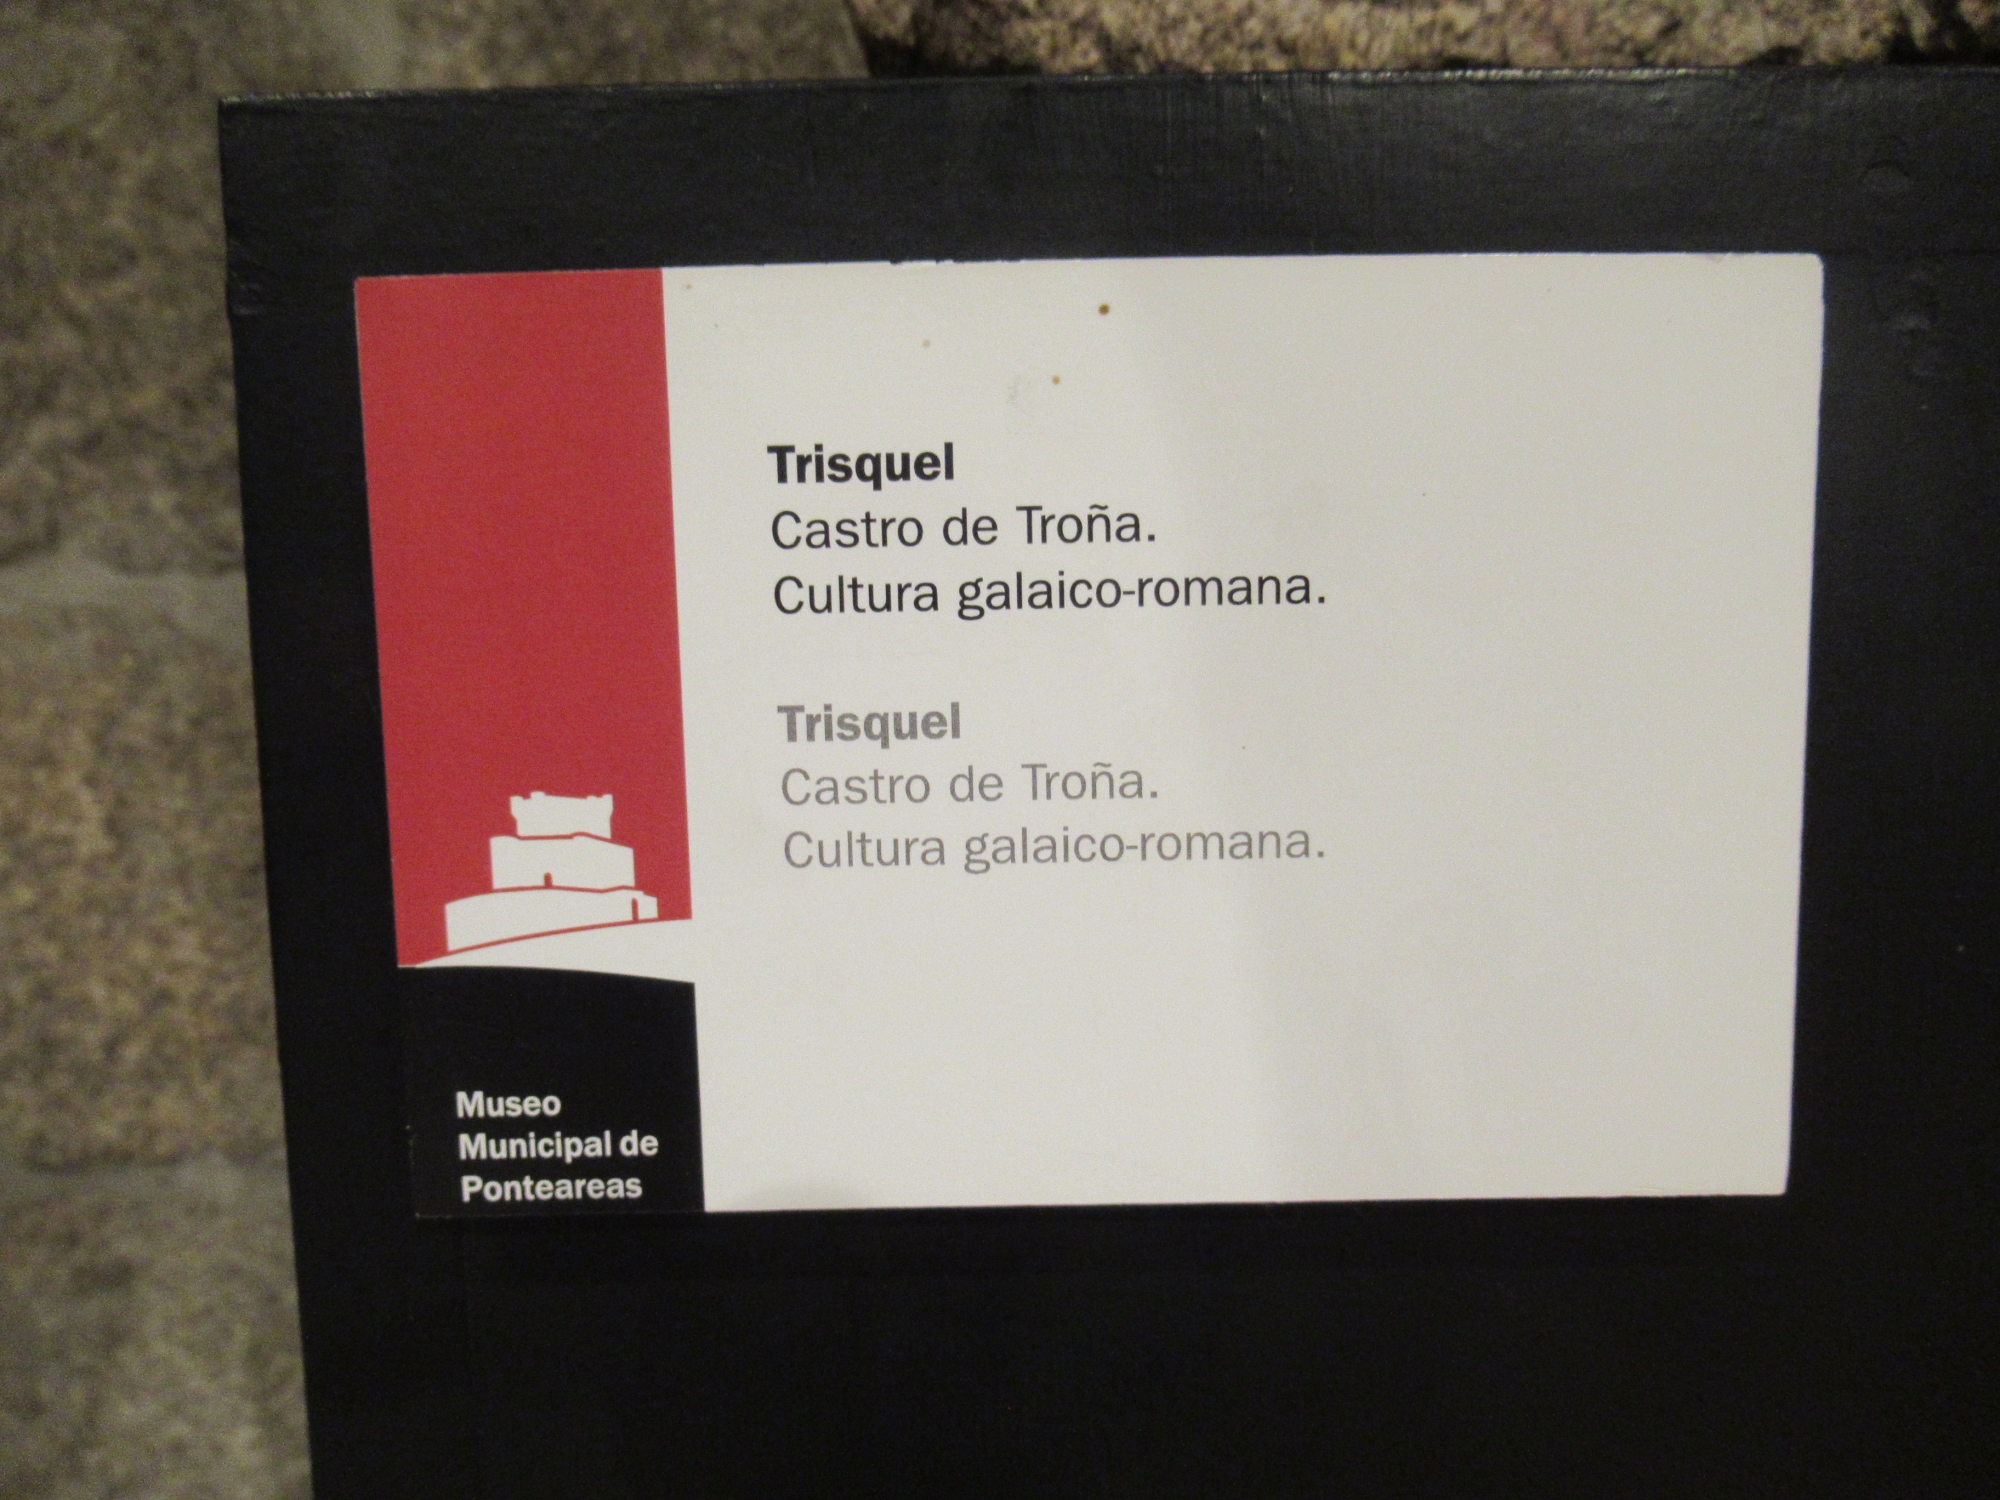 Trisquel
Castro de Troña.
Cultura galaico-romana.
Trisquel
Castro de Troña.
Cultura galaico-romana.
Museo
Municipal de
Ponteareas